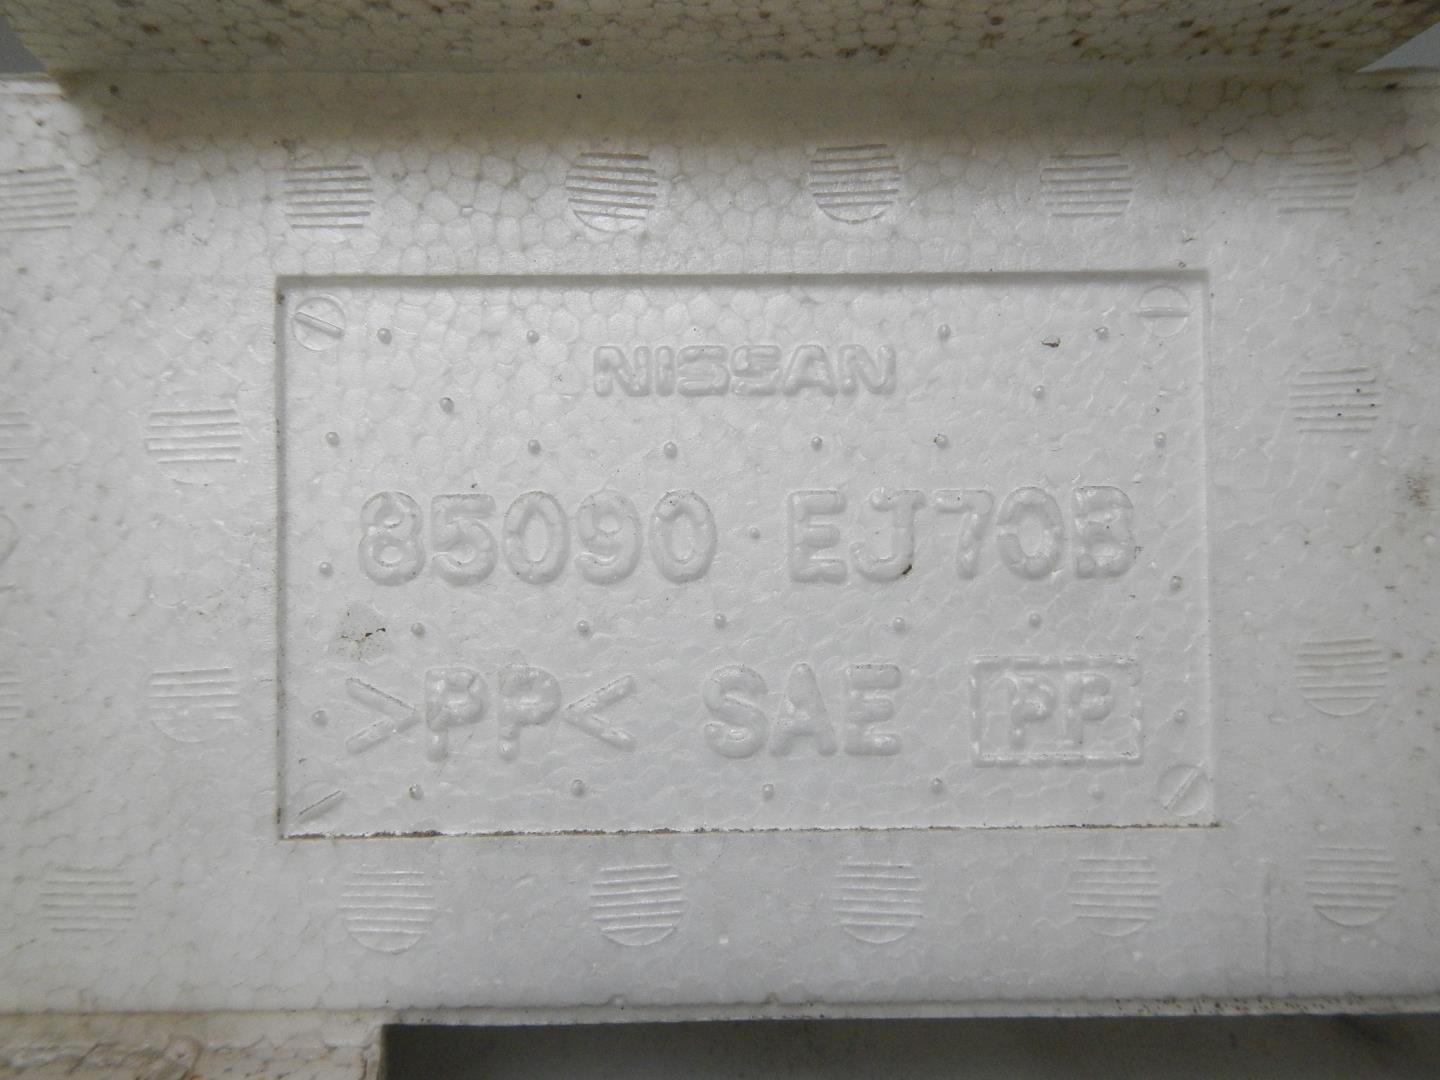 NISSAN
85090 EJ70B
>PP< SAE PP